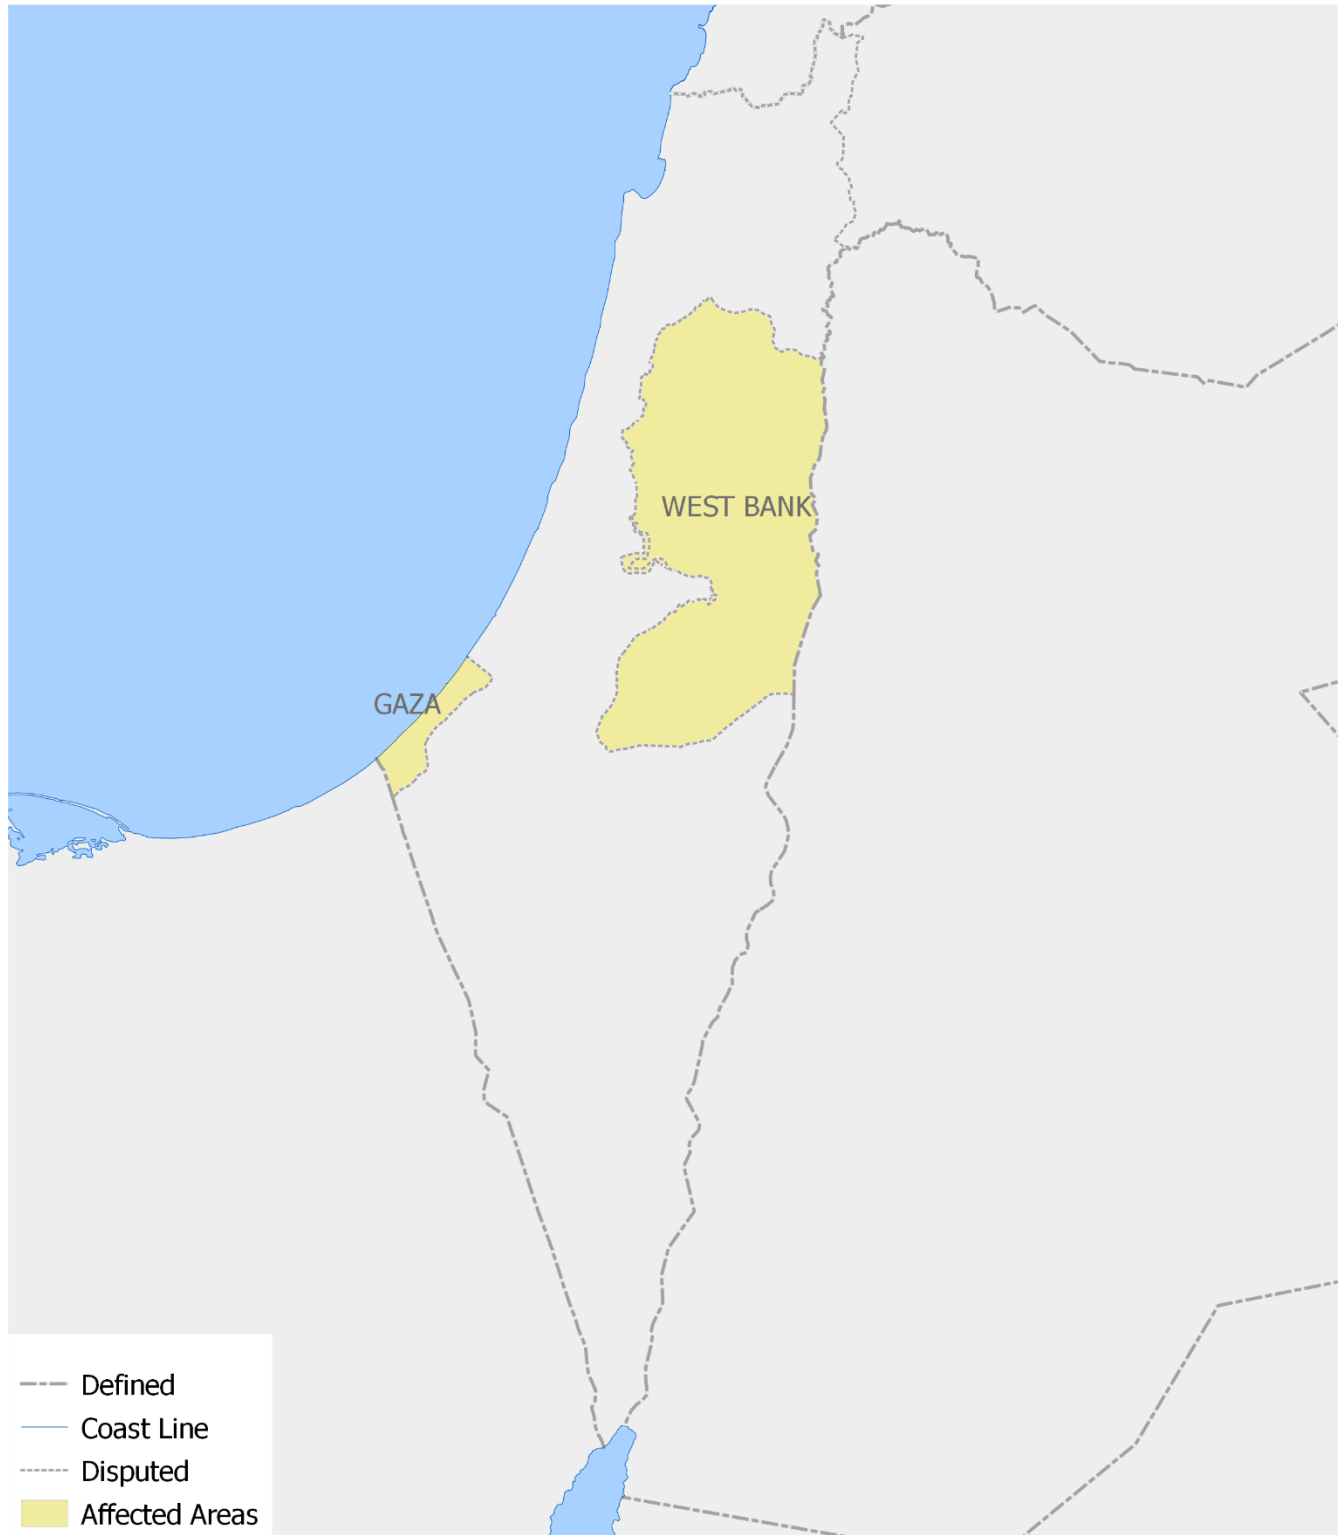 WEST BANK
GAZA
Defined
Coast Line
Disputed
Affected Areas